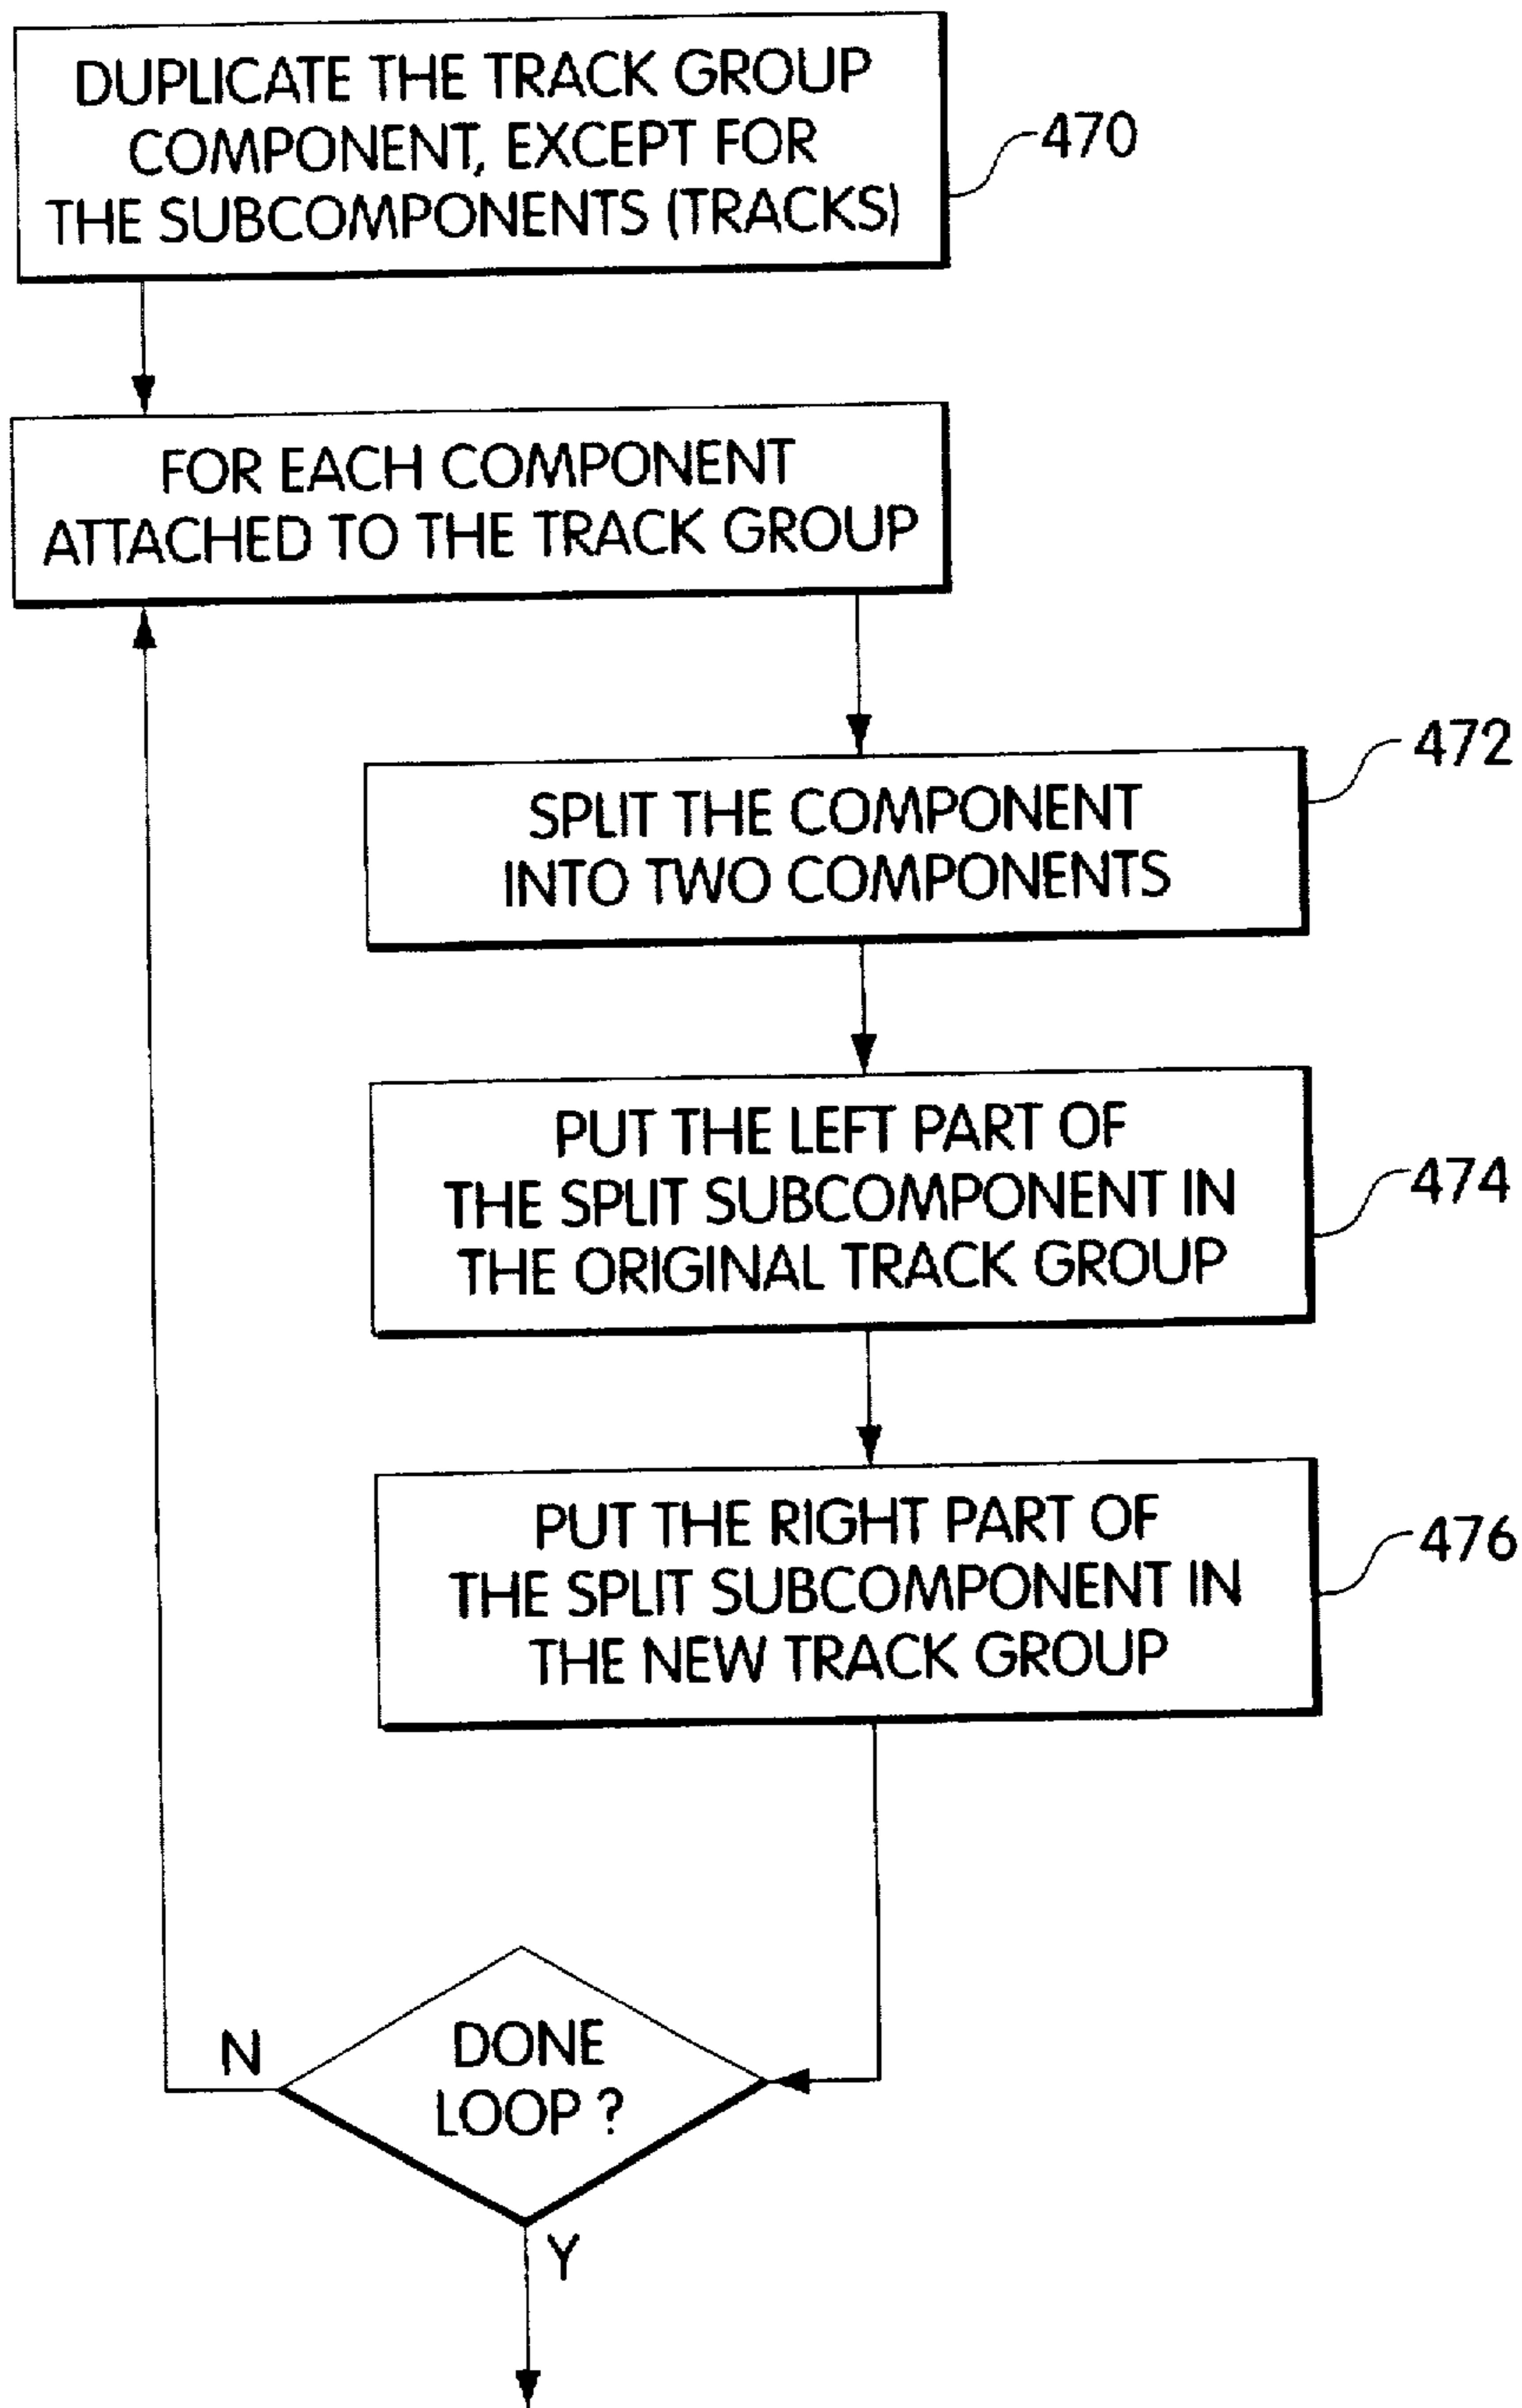 DUPLICATE THE TRACK GROUP
COMPONENT, EXCEPT FOR
THE SUBCOMPONENTS (TRACKS)
470
FOR EACH COMPONENT
ATTACHED TO THE TRACK GROUP
472
SPLIT THE COMPONENT
INTO TWO COMPONENTS
PUT THE LEFT PART OF
THE SPLIT SUBCOMPONENT IN
THE ORIGINAL TRACK GROUP
474
PUT THE RIGHT PART OF
THE SPLIT SUBCOMPONENT IN
THE NEW TRACK GROUP
476
N
DONE
LOOP ?
Y